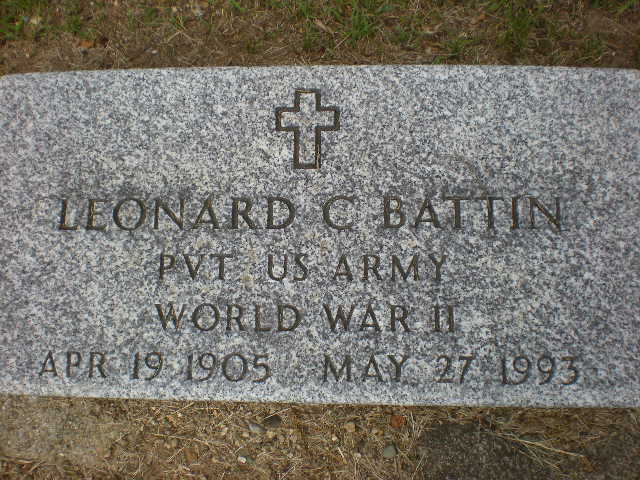 LEONARD C BATTIN
PVT US ARMY
WORLD WAR II
APR 19 1905 MAY 27 1993